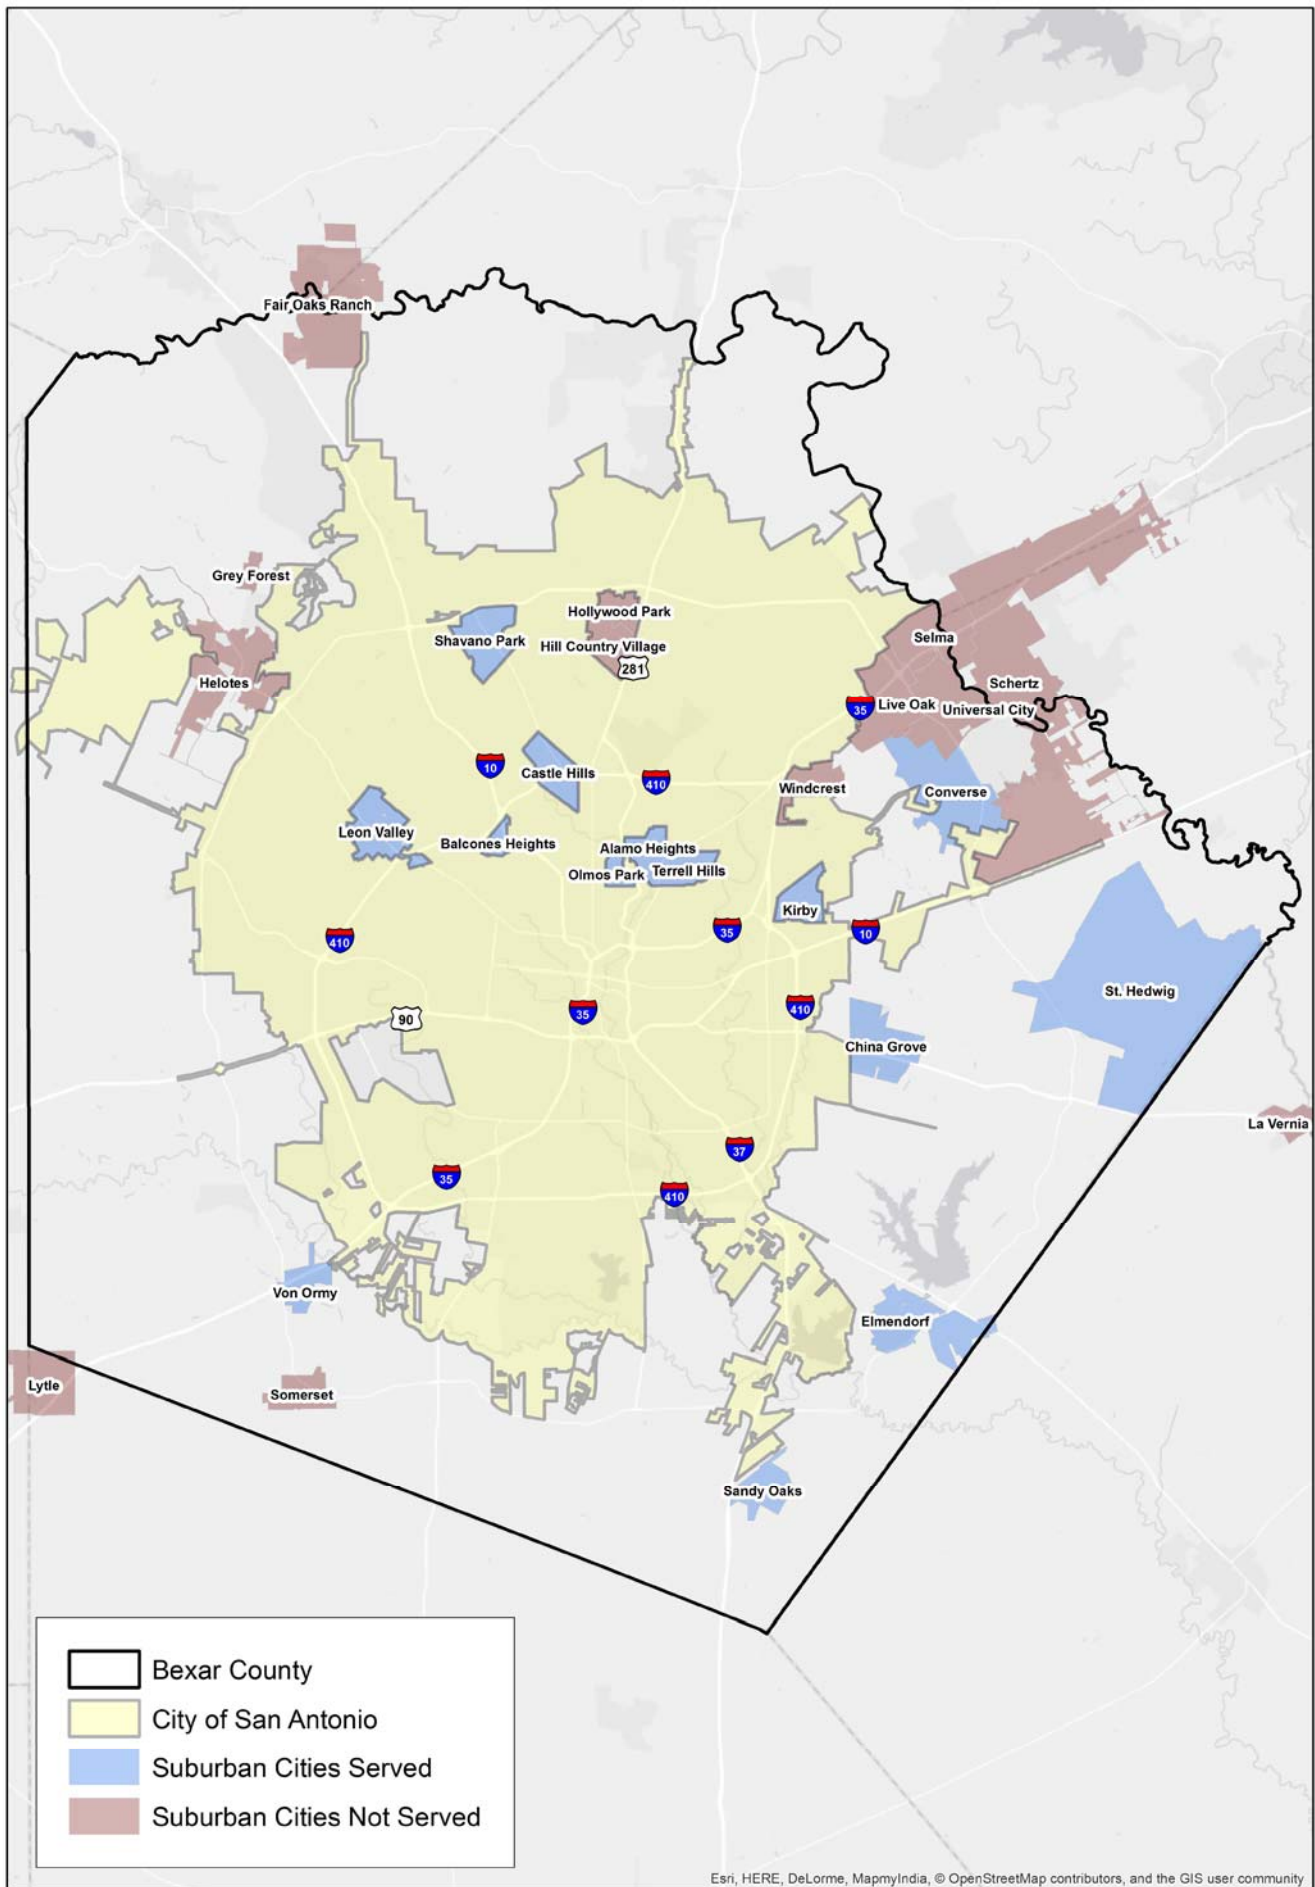 Fair Oaks Ranch
Grey Forest
Hollywood Park
Shavano Park
Hill Country Village
Selma
281
Helotes
Schertz
35
Live Oak
Universal City
10
Castle Hills
410
Windcrest
Converse
Leon Valley
Balcones Heights
Alamo Heights
Olmos Park
Terrell Hills
Kirby
410
35
10
St. Hedwig
90
35
410
China Grove
La Vernia
37
35
410
Von Ormy
Elmendorf
Lytle
Somerset
Sandy Oaks
Bexar County
City of San Antonio
Suburban Cities Served
Suburban Cities Not Served
Esri, HERE, DeLorme, MapmyIndia, © OpenStreetMap contributors, and the GIS user community